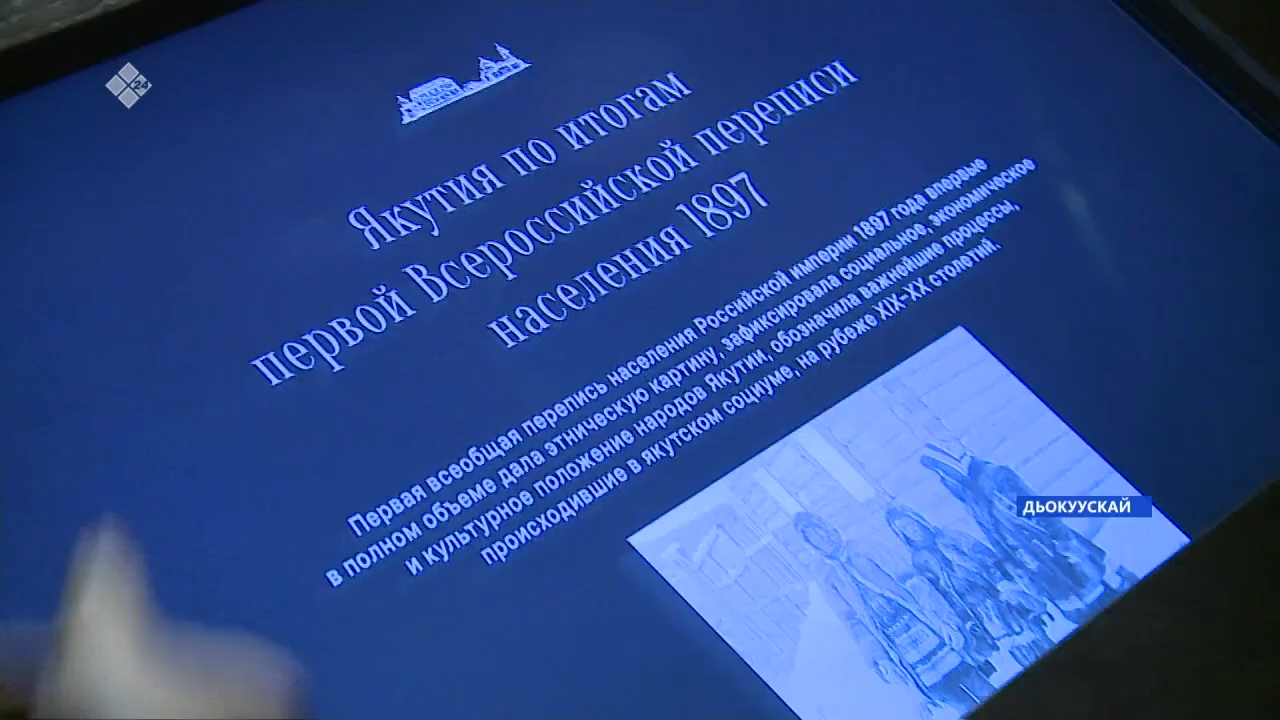 24
Якутия по итогам
первой Всероссийской переписи
населения 1897
Первая всеобщая перепись населения Российской империи 1897 года впервые
в полном объеме дала этническую картину, зафиксировала социальное, экономическое
и культурное положение народов Якутии, обозначила важнейшие процессы,
происходившие в якутском социуме, на рубеже XIX–XX столетий.
ДЬОКУУСКАЙ